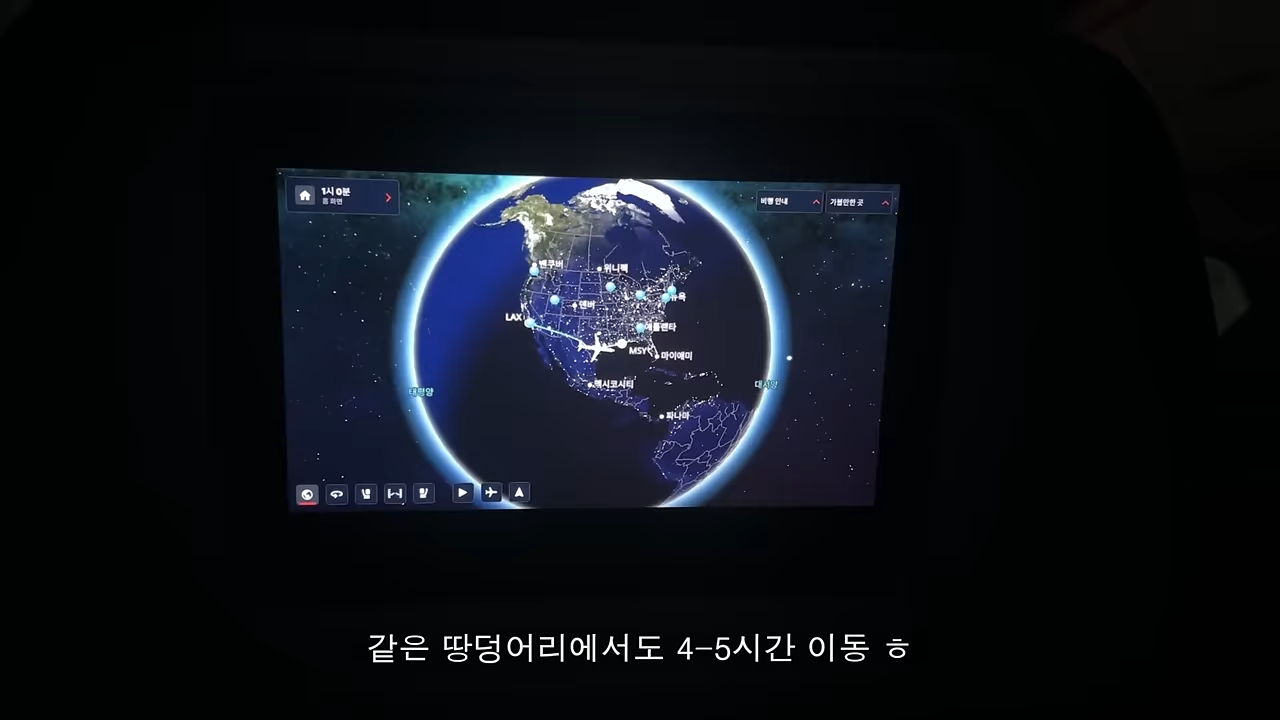 1시 0분
홈 화면
비행 안내
가볼만한 곳
밴쿠버
위니펙
덴버
뉴욕
LAX
애틀랜타
MSY
마이애미
멕시코시티
태평양
대서양
파나마
같은 땅덩어리에서도 4-5시간 이동 ㅎ